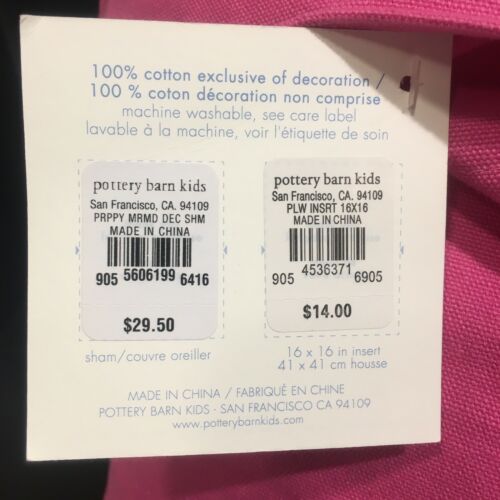 100% cotton exclusive of decoration /
100 % coton décoration non comprise
machine washable, see care label
lavable à la machine, voir l'étiquette de soin
pottery barn kids
San Francisco, CA. 94109
PRPPY MRMD DEC SHM
MADE IN CHINA
905 5606199 6416
$29.50
sham/couvre oreiller
pottery barn kids
San Francisco, CA. 94109
PLW INSRT 16X16
MADE IN CHINA
905 4536371 6905
$14.00
16 x 16 in insert
41 x 41 cm housse
MADE IN CHINA / FABRIQUÉ EN CHINE
POTTERY BARN KIDS - SAN FRANCISCO CA 94109
www.potterybarnkids.com